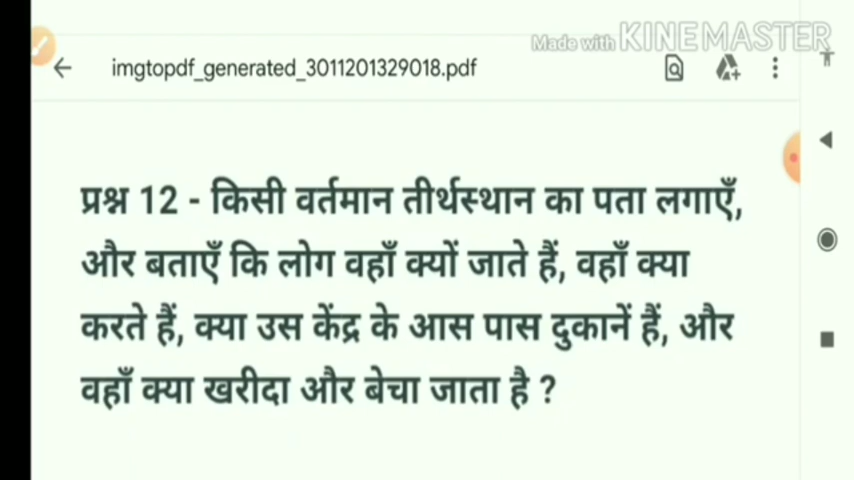 Made with KINEMASTER
imgtopdf_generated_3011201329018.pdf
प्रश्न 12 - किसी वर्तमान तीर्थस्थान का पता लगाएँ,
और बताएँ कि लोग वहाँ क्यों जाते हैं, वहाँ क्या
करते हैं, क्या उस केंद्र के आस पास दुकानें हैं, और
वहाँ क्या खरीदा और बेचा जाता है ?